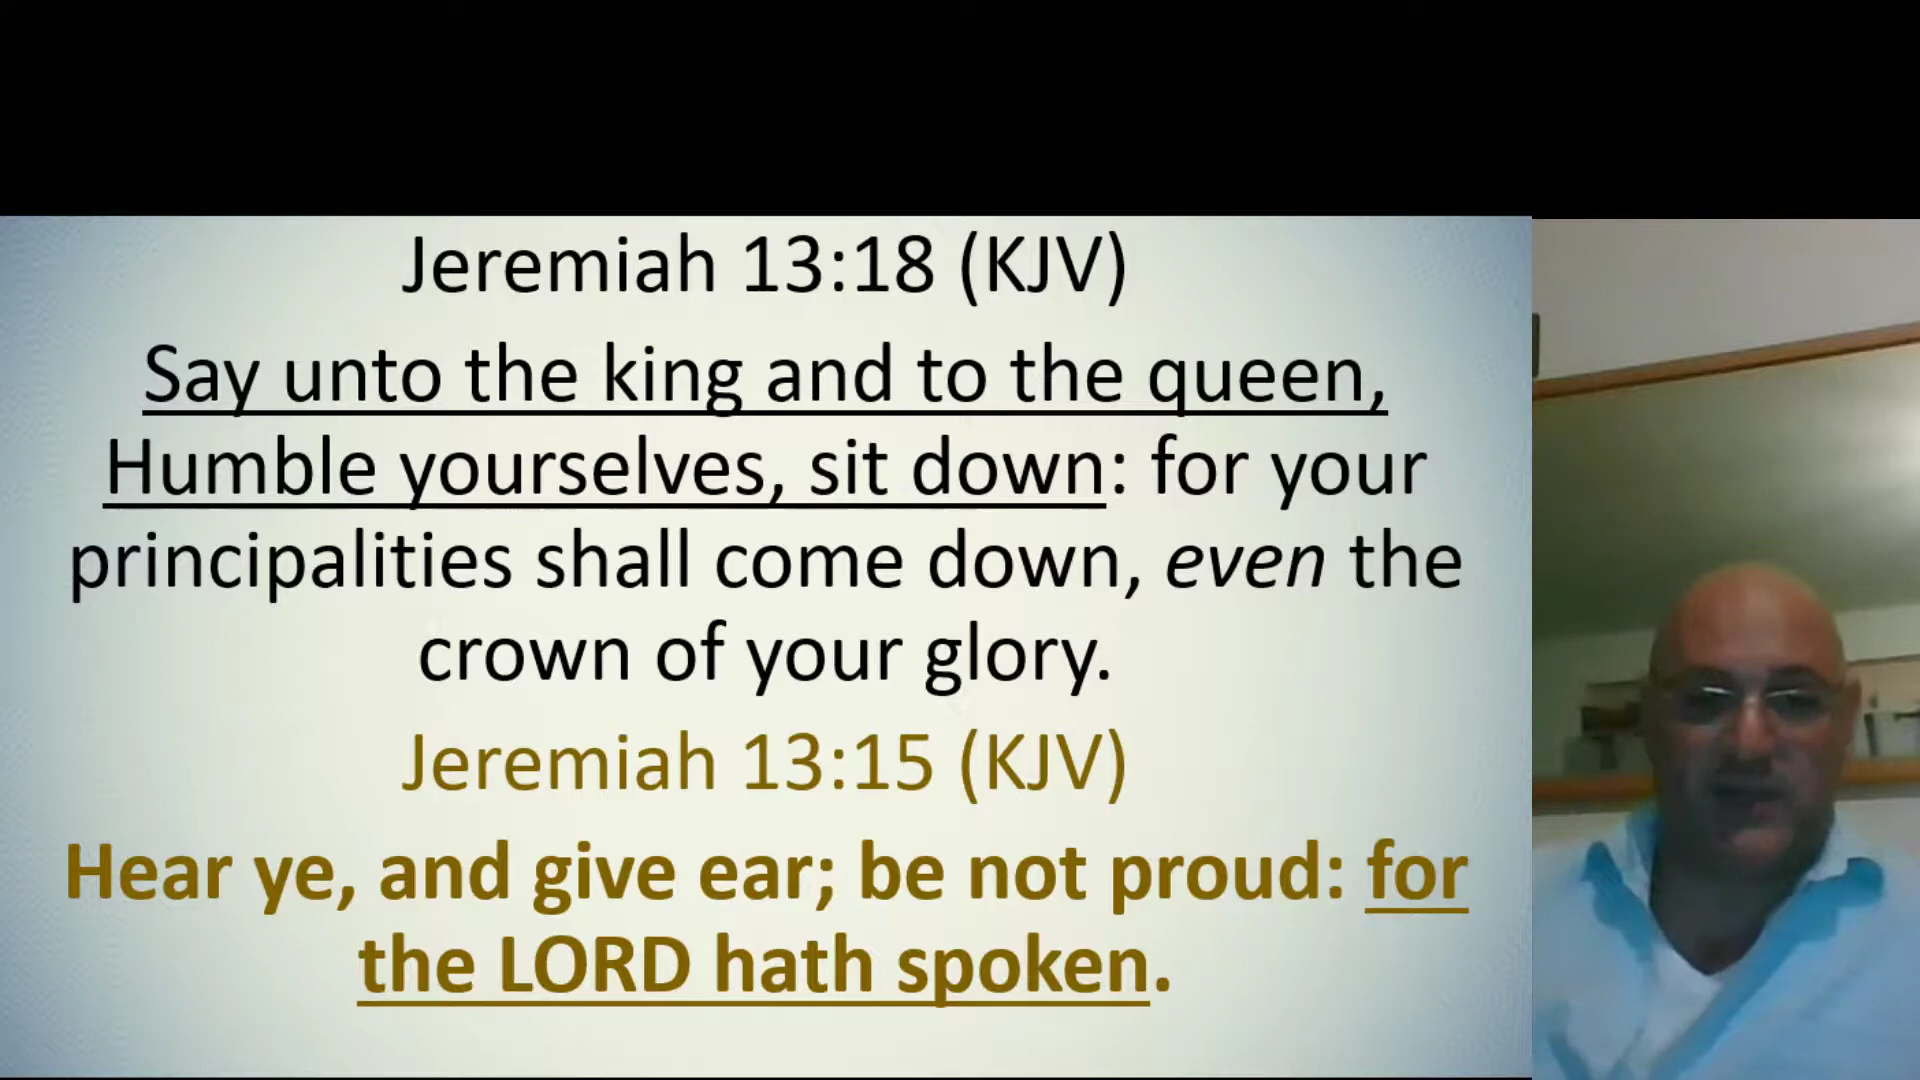 Jeremiah 13:18 (KJV)
Say unto the king and to the queen,
Humble yourselves, sit down: for your
principalities shall come down, even the
crown of your glory.
Jeremiah 13:15 (KJV)
Hear ye, and give ear; be not proud: for
the LORD hath spoken.